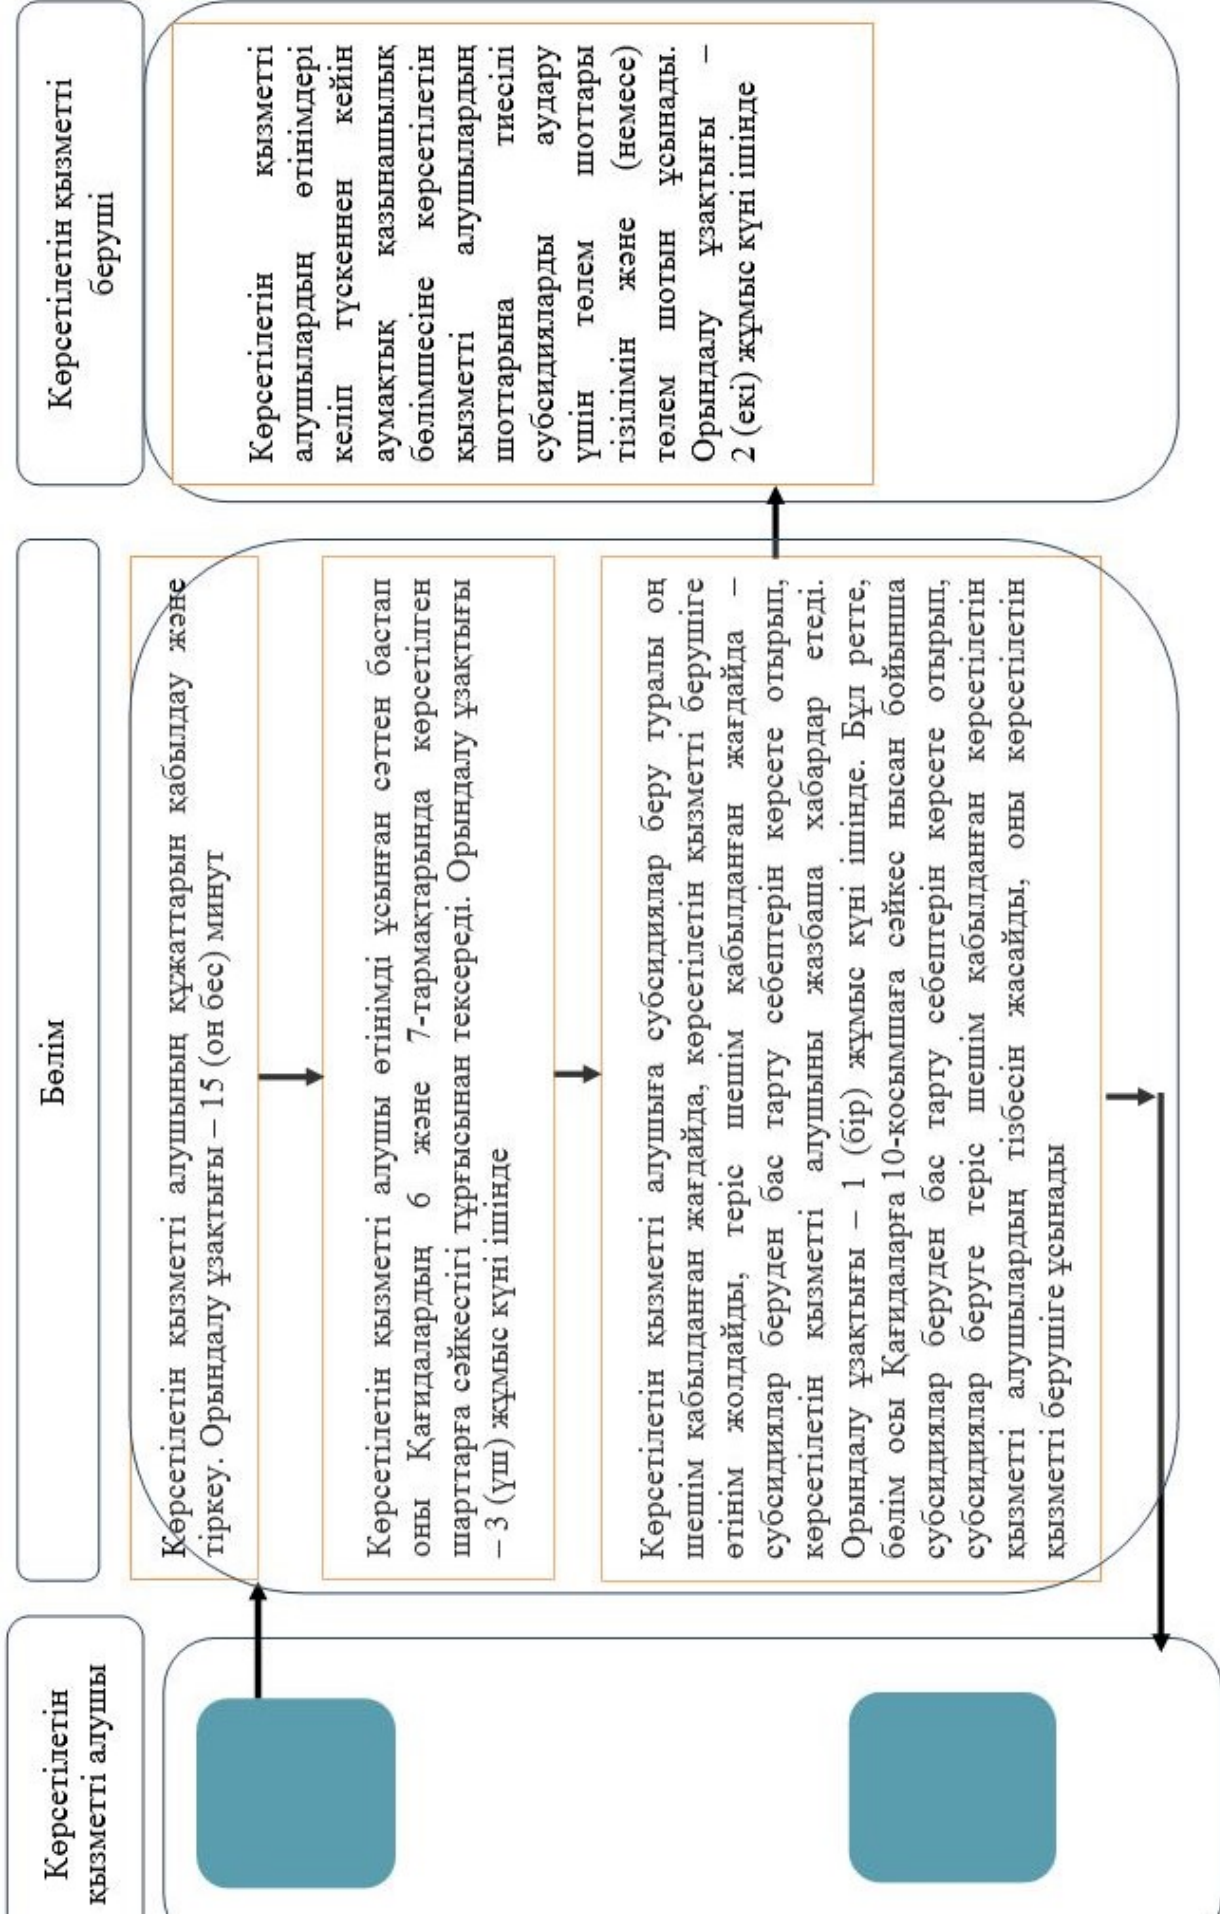 Көрсетілетін
қызметті алушы
Бөлім
Көрсетілетін қызметті
беруші
Көрсетілетін қызметті алушының құжаттарын қабылдау және
тіркеу. Орындалу ұзақтығы – 15 (он бес) минут
Көрсетілетін қызметті алушы өтінімді ұсынған сәттен бастап
оны Қағидалардың 6 және 7-тармақтарында көрсетілген
шарттарға сәйкестігі тұрғысынан тексереді. Орындалу ұзақтығы
– 3 (үш) жұмыс күні ішінде
Көрсетілетін қызметті алушыға субсидиялар беру туралы оң
шешім қабылданған жағдайда, көрсетілетін қызметті берушіге
өтінім жолдайды, теріс шешім қабылданған жағдайда –
субсидиялар беруден бас тарту себептерін көрсете отырып,
көрсетілетін қызметті алушыны жазбаша хабардар етеді.
Орындалу ұзақтығы – 1 (бір) жұмыс күні ішінде. Бұл ретте,
бөлім осы Қағидаларға 10-қосымшаға сәйкес нысан бойынша
субсидиялар беруден бас тарту себептерін көрсете отырып,
субсидиялар беруге теріс шешім қабылданған көрсетілетін
қызметті алушылардың тізбесін жасайды, оны көрсетілетін
қызметті берушіге ұсынады
Көрсетілетін қызметті
алушылардың өтінімдері
келіп түскеннен кейін
аумақтық қазынашылық
бөлімшесіне көрсетілетін
қызметті алушылардың
шоттарына тиесілі
субсидияларды аудару
үшін төлем шоттары
тізілімін және (немесе)
төлем шотын ұсынады.
Орындалу ұзақтығы –
2 (екі) жұмыс күні ішінде